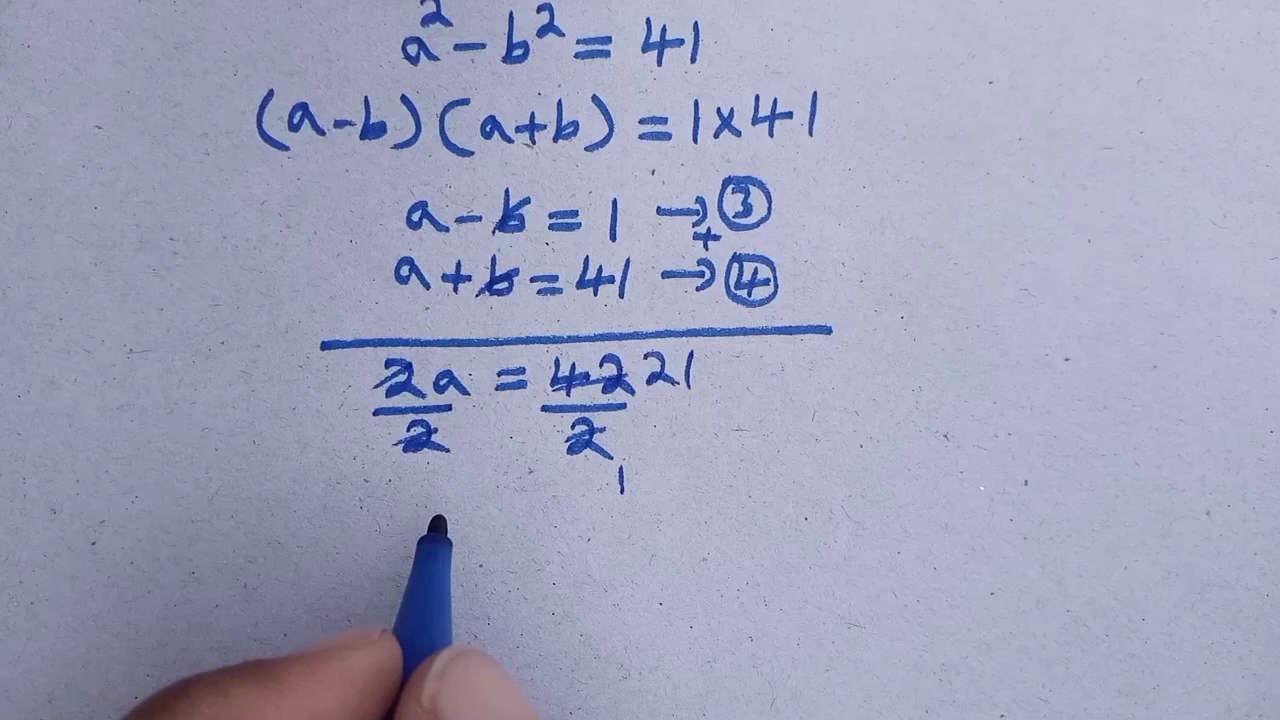 a² - b² = 41
(a-b)(a+b) = 1×41
a - b = 1 → ③
+
a + b = 41 → ④
2a = 42 21
2 2
1